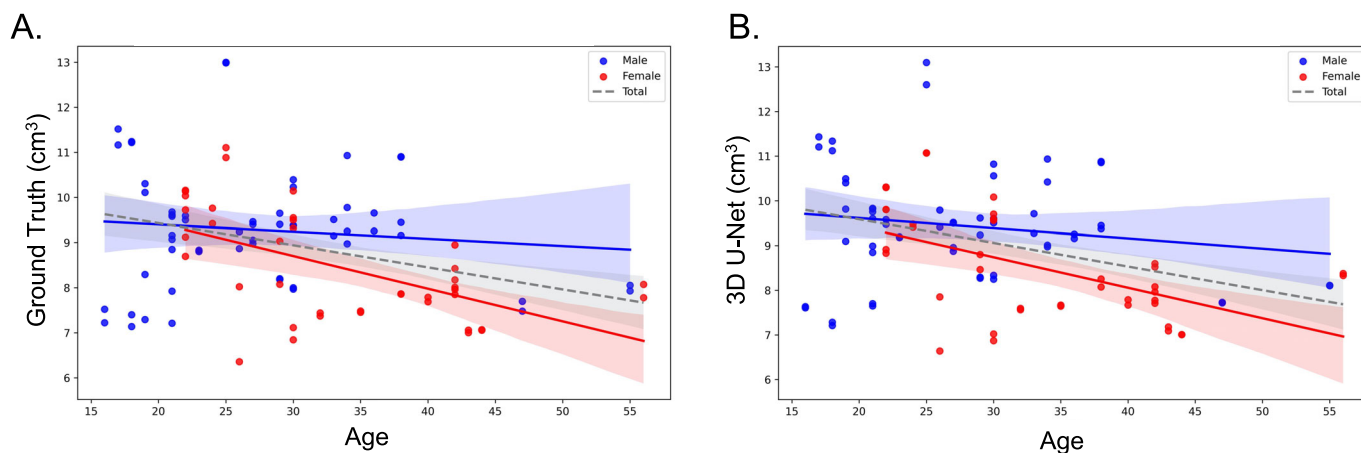 A.
Ground Truth (cm³)
13
12
11
10
9
8
7
6
15 20 25 30 35 40 45 50 55
Age
Male
Female
Total
B.
3D U-Net (cm³)
13
12
11
10
9
8
7
6
15 20 25 30 35 40 45 50 55
Age
Male
Female
Total